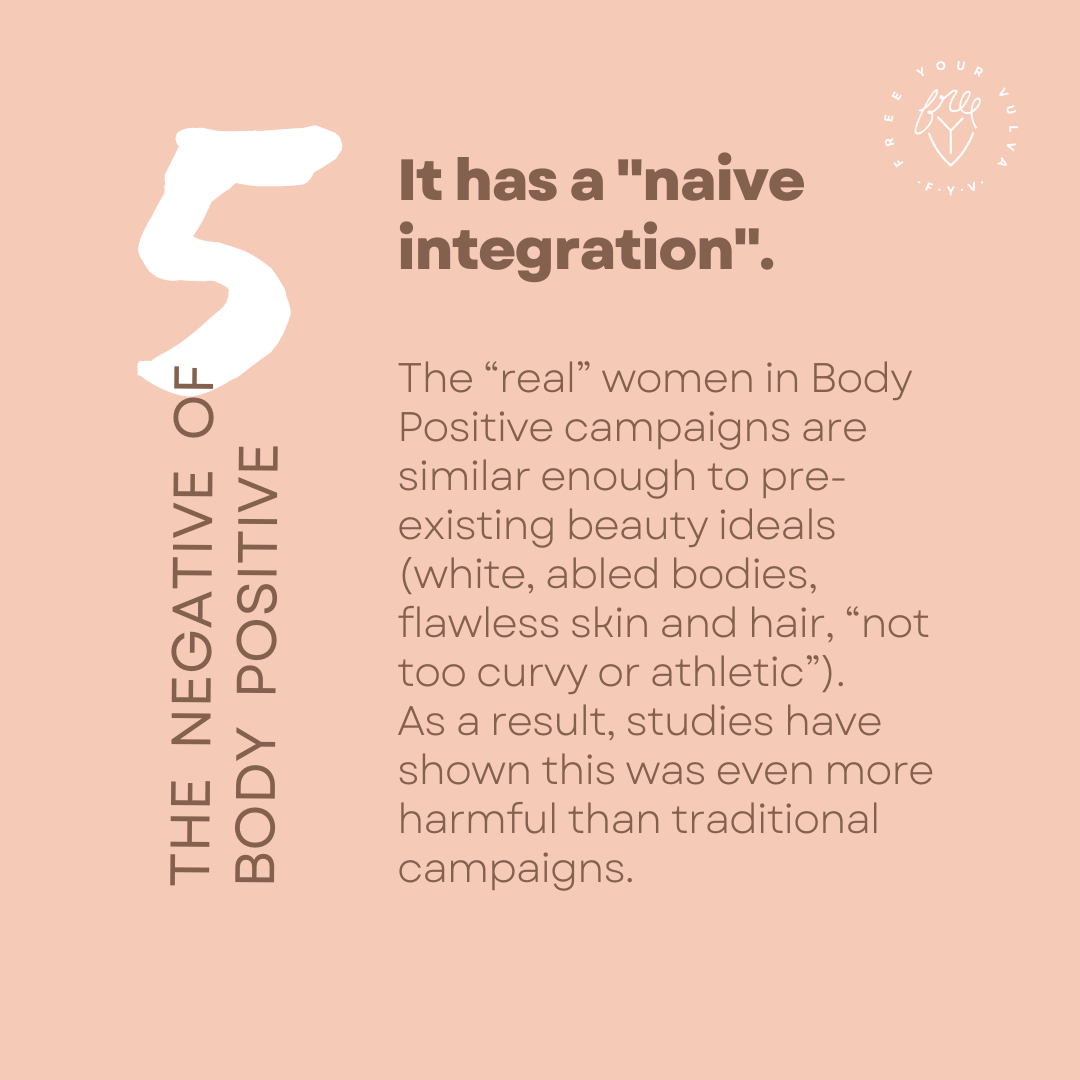 FREE YOUR VULVA
free
· F · Y · V ·
5
It has a "naive
integration".
THE NEGATIVE OF
BODY POSITIVE
The “real” women in Body
Positive campaigns are
similar enough to pre-
existing beauty ideals
(white, abled bodies,
flawless skin and hair, “not
too curvy or athletic”).
As a result, studies have
shown this was even more
harmful than traditional
campaigns.